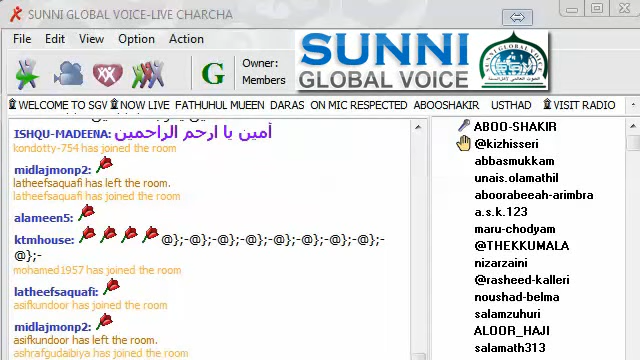 SUNNI GLOBAL VOICE-LIVE CHARCHA
File Edit View Option Action
SUNNI
GLOBAL VOICE
SUNNI GLOBAL VOICE
G
Owner:
Members
WELCOME TO SGV NOW LIVE FATHUHUL MUEEN DARAS ON MIC RESPECTED ABOOSHAKIR USTHAD VISIT RADIO
ISHQU-MADEENA: آمين يا ارحم الراحمين
kondotty-754 has joined the room
midlajmonp2:
latheefsaquafi has left the room.
latheefsaquafi has joined the room
alameen5:
ktmhouse: @};-@};-@};-@};-@};-@};-@};-@};-
@};-
mohamed1957 has joined the room
latheefsaquafi:
asifkundoor has joined the room
midlajmonp2:
asifkundoor has left the room.
ashrafgudaibiya has joined the room
ABOO-SHAKIR
@kizhisseri
abbasmukkam
unais.olamathil
aboorabeeah-arimbra
a.s.k.123
maru-chodyam
@THEKKUMALA
nizarzaini
@rasheed-kalleri
noushad-belma
salamzuhuri
ALOOR_HAJI
salamath313